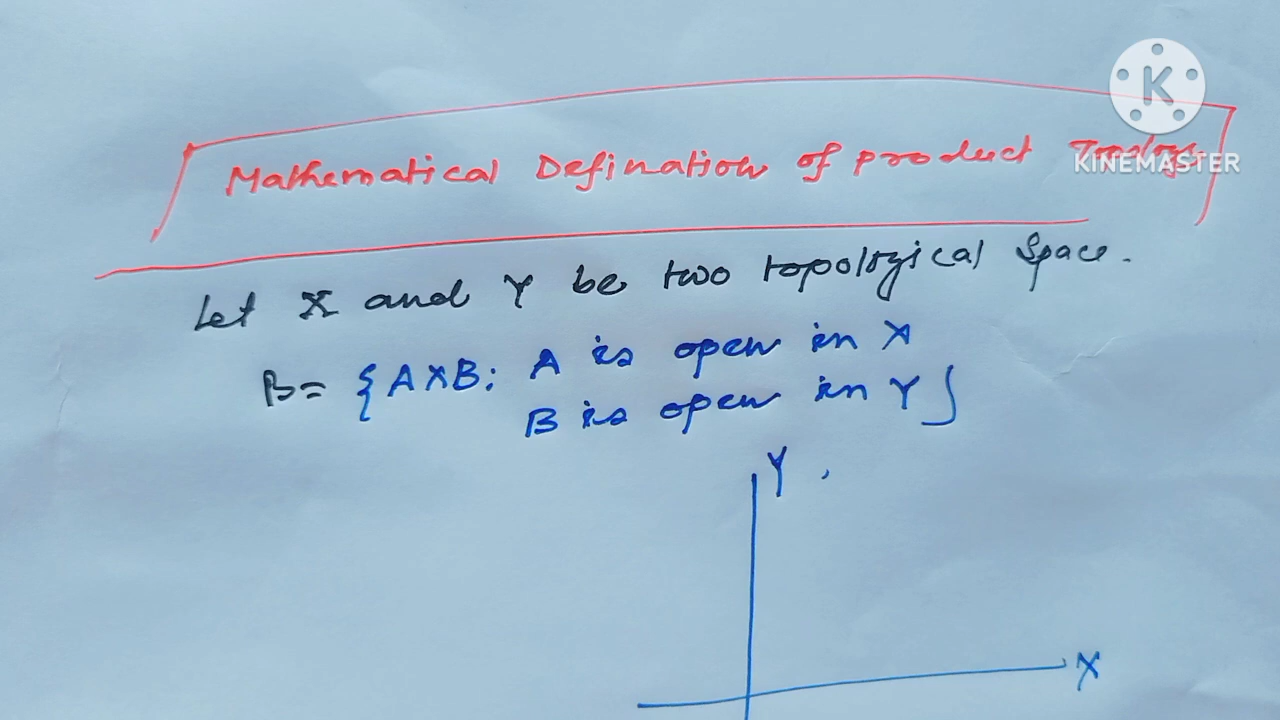 K
KINEMASTER
Mathematical Defination of product Topology
Let X and Y be two topological Space.
B = {A×B: A is open in X
B is open in Y}
Y
X